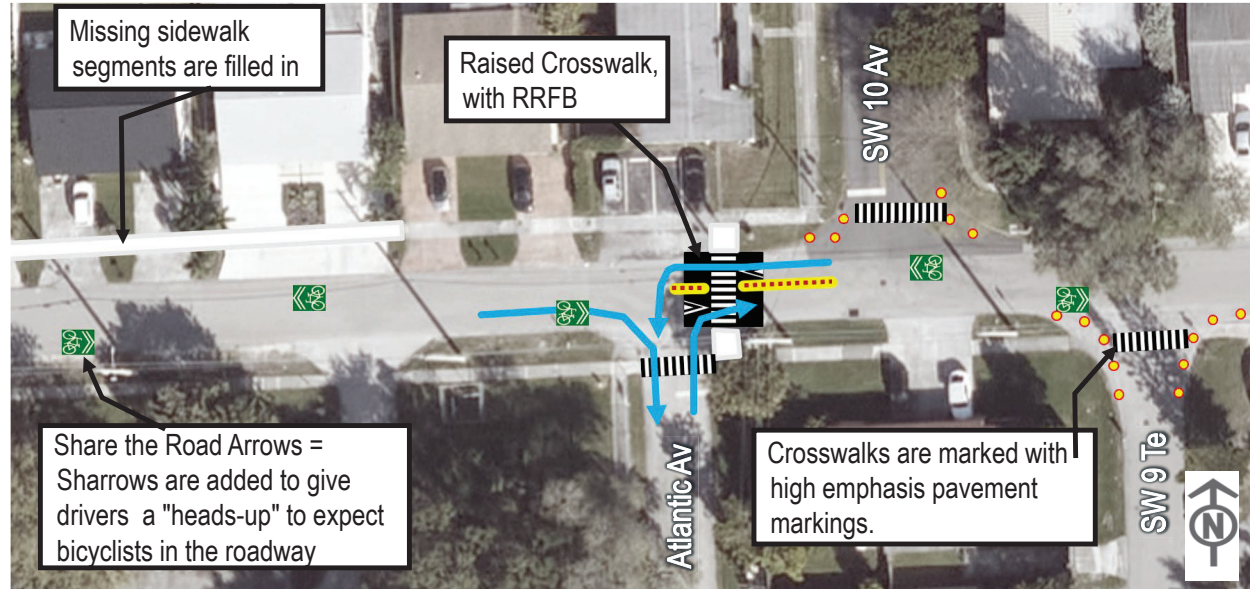 Missing sidewalk
segments are filled in
Raised Crosswalk,
with RRFB
SW 10 Av
Share the Road Arrows =
Sharrows are added to give
drivers a "heads-up" to expect
bicyclists in the roadway
Atlantic Av
Crosswalks are marked with
high emphasis pavement
markings.
SW 9 Te
N